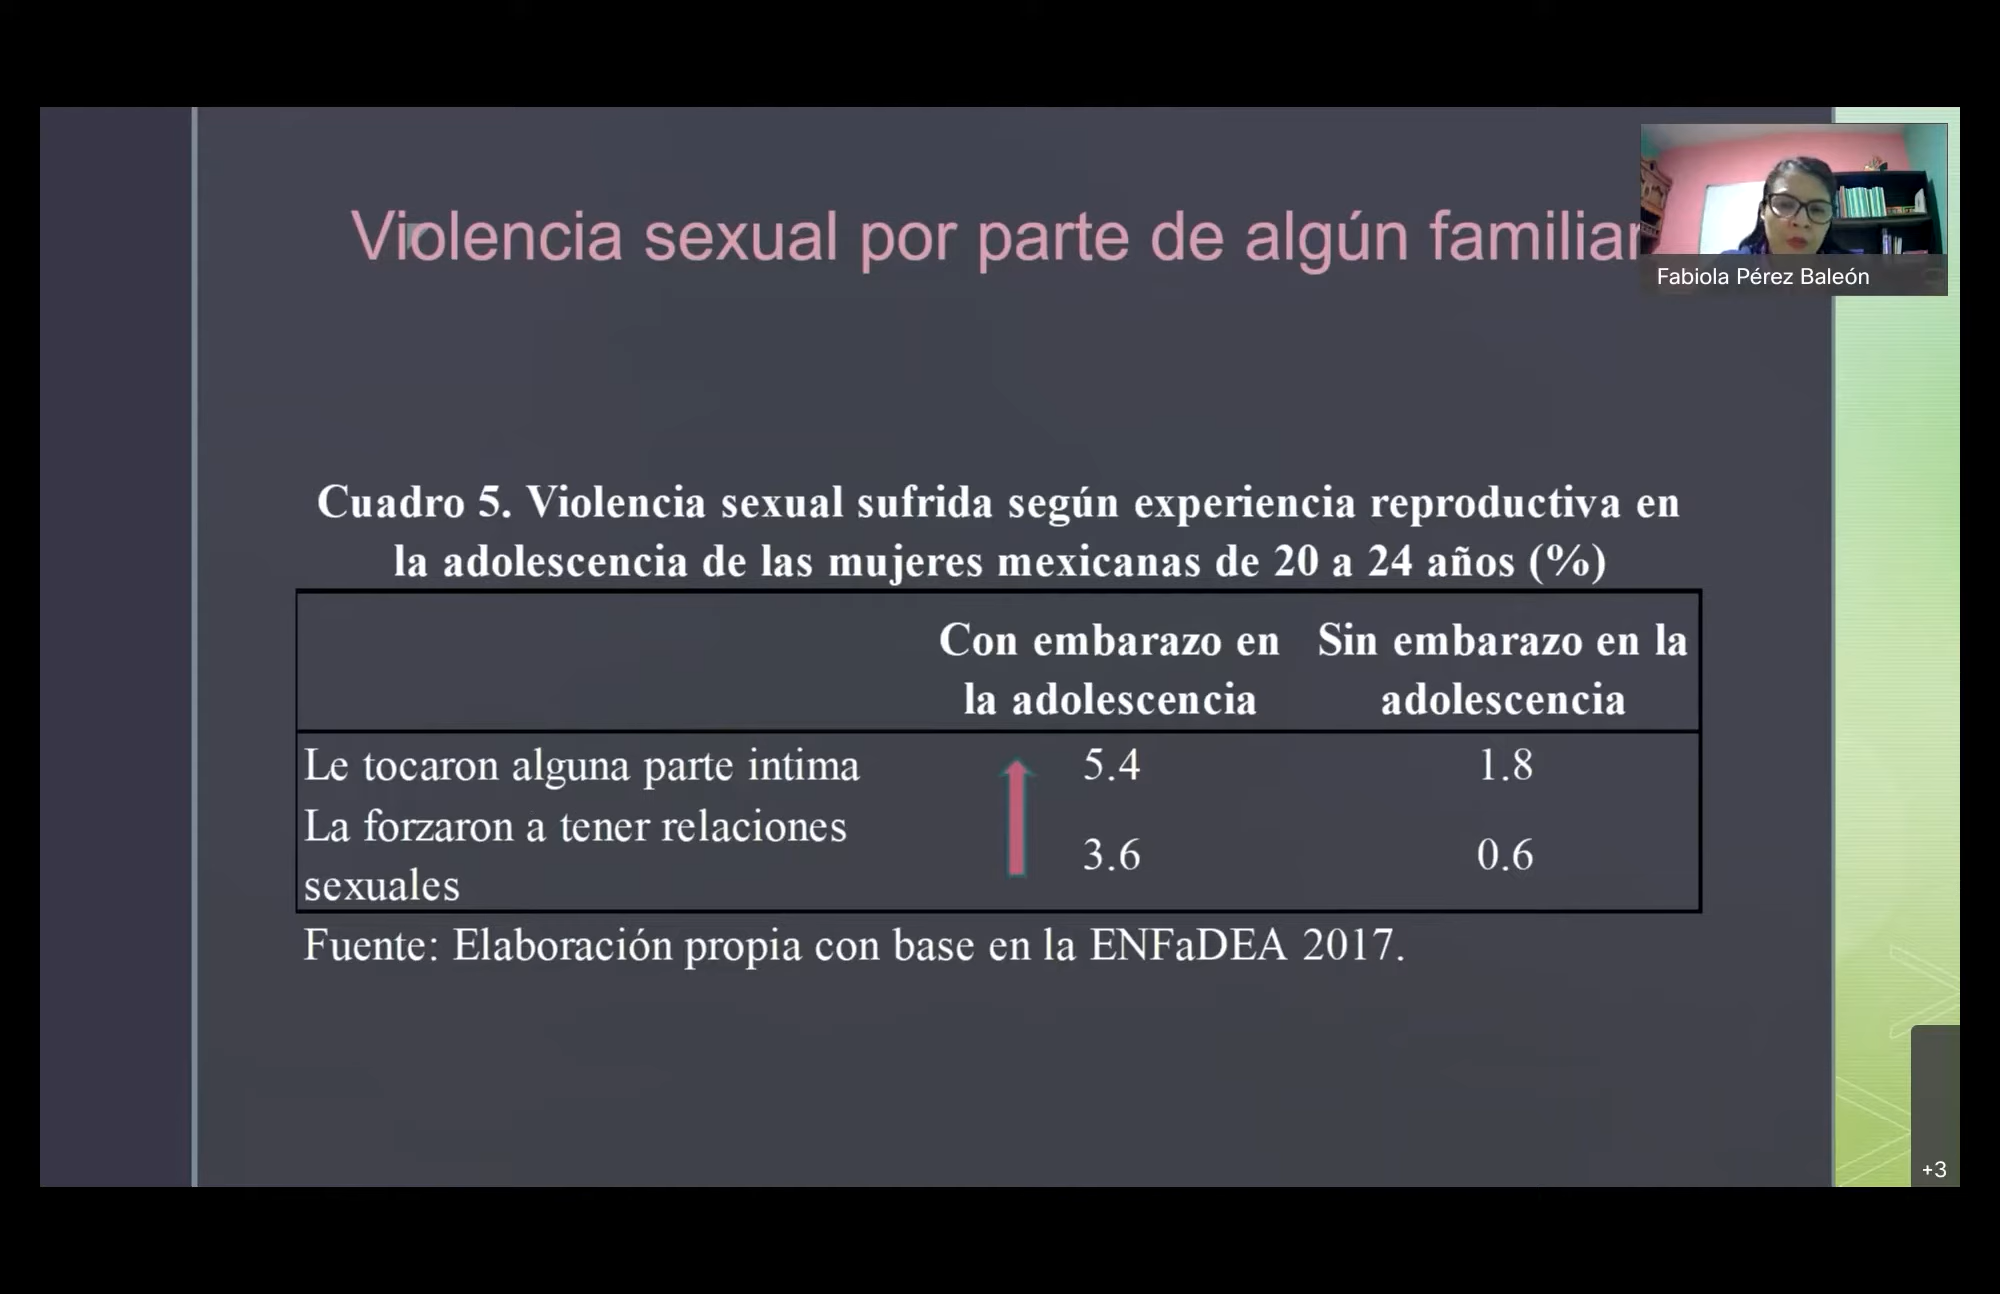 Violencia sexual por parte de algún familiar
Fabiola Pérez Baleón
Cuadro 5. Violencia sexual sufrida según experiencia reproductiva en
la adolescencia de las mujeres mexicanas de 20 a 24 años (%)
Con embarazo en la adolescencia
Sin embarazo en la adolescencia
Le tocaron alguna parte intima 5.4 1.8
La forzaron a tener relaciones sexuales 3.6 0.6
Fuente: Elaboración propia con base en la ENFaDEA 2017.
+3